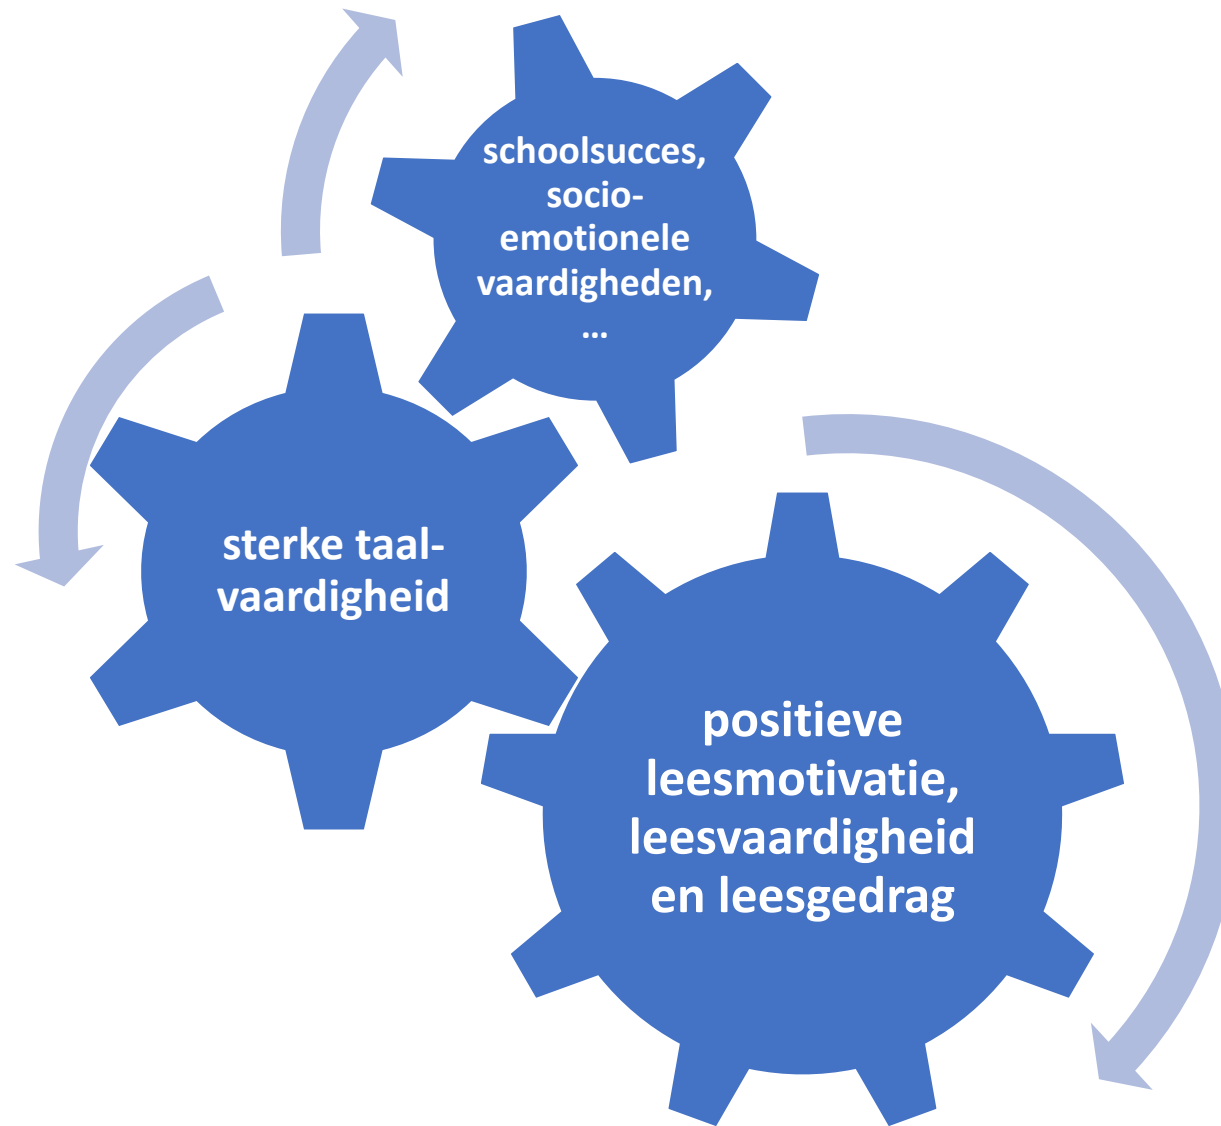 schoolsucces,
socio-
emotionele
vaardigheden,
...
sterke taal-
vaardigheid
positieve
leesmotivatie,
leesvaardigheid
en leesgedrag